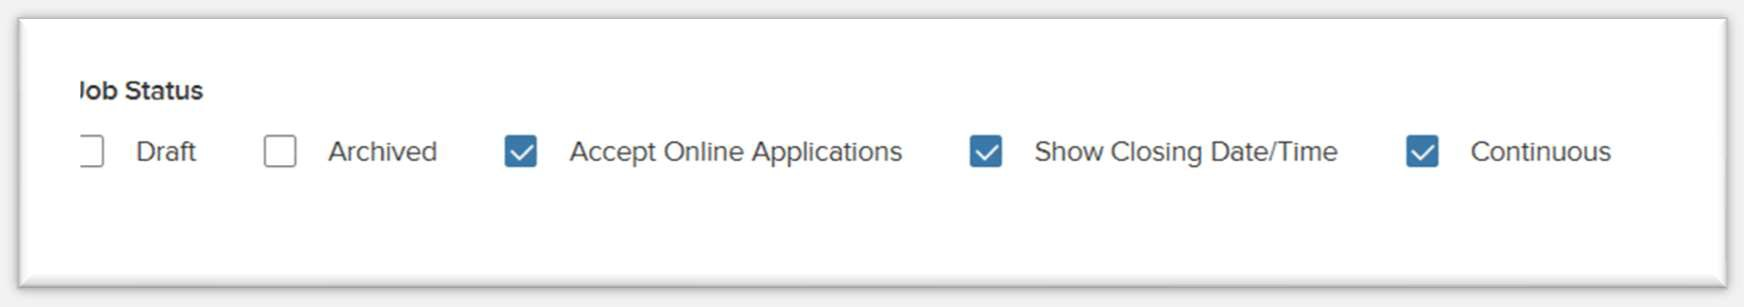 Job Status
Draft Archived Accept Online Applications Show Closing Date/Time Continuous